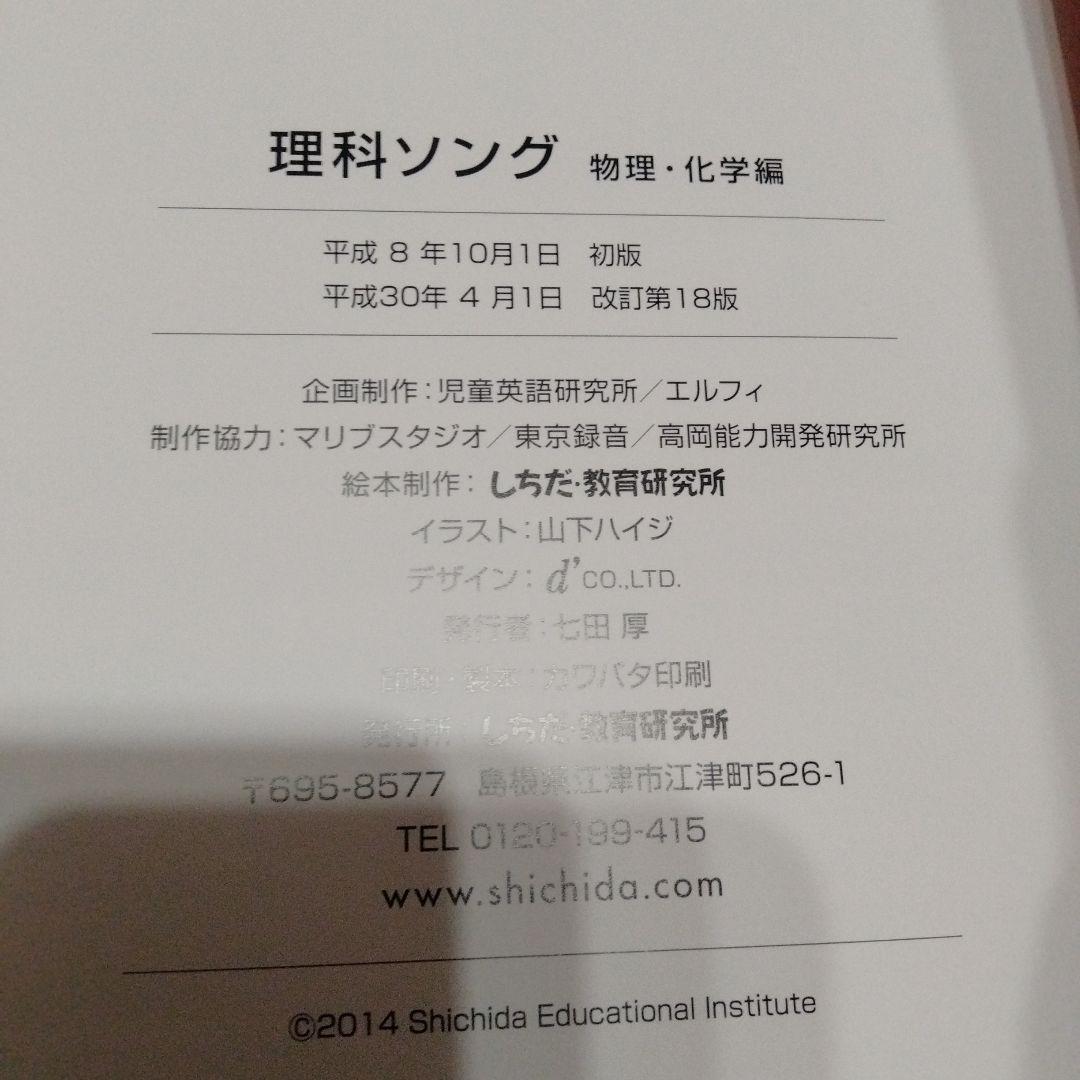 理科ソング 物理・化学編
平成 8 年10月1日 初版
平成30年 4 月1日 改訂第18版
企画制作：児童英語研究所／エルフィ
制作協力：マリブスタジオ／東京録音／高岡能力開発研究所
絵本制作：しちだ・教育研究所
イラスト：山下ハイジ
デザイン：d'CO.,LTD.
発行者：七田 厚
印刷・製本：カワバタ印刷
発行所：しちだ・教育研究所
〒695-8577 島根県江津市江津町526-1
TEL 0120-199-415
www.shichida.com
©2014 Shichida Educational Institute